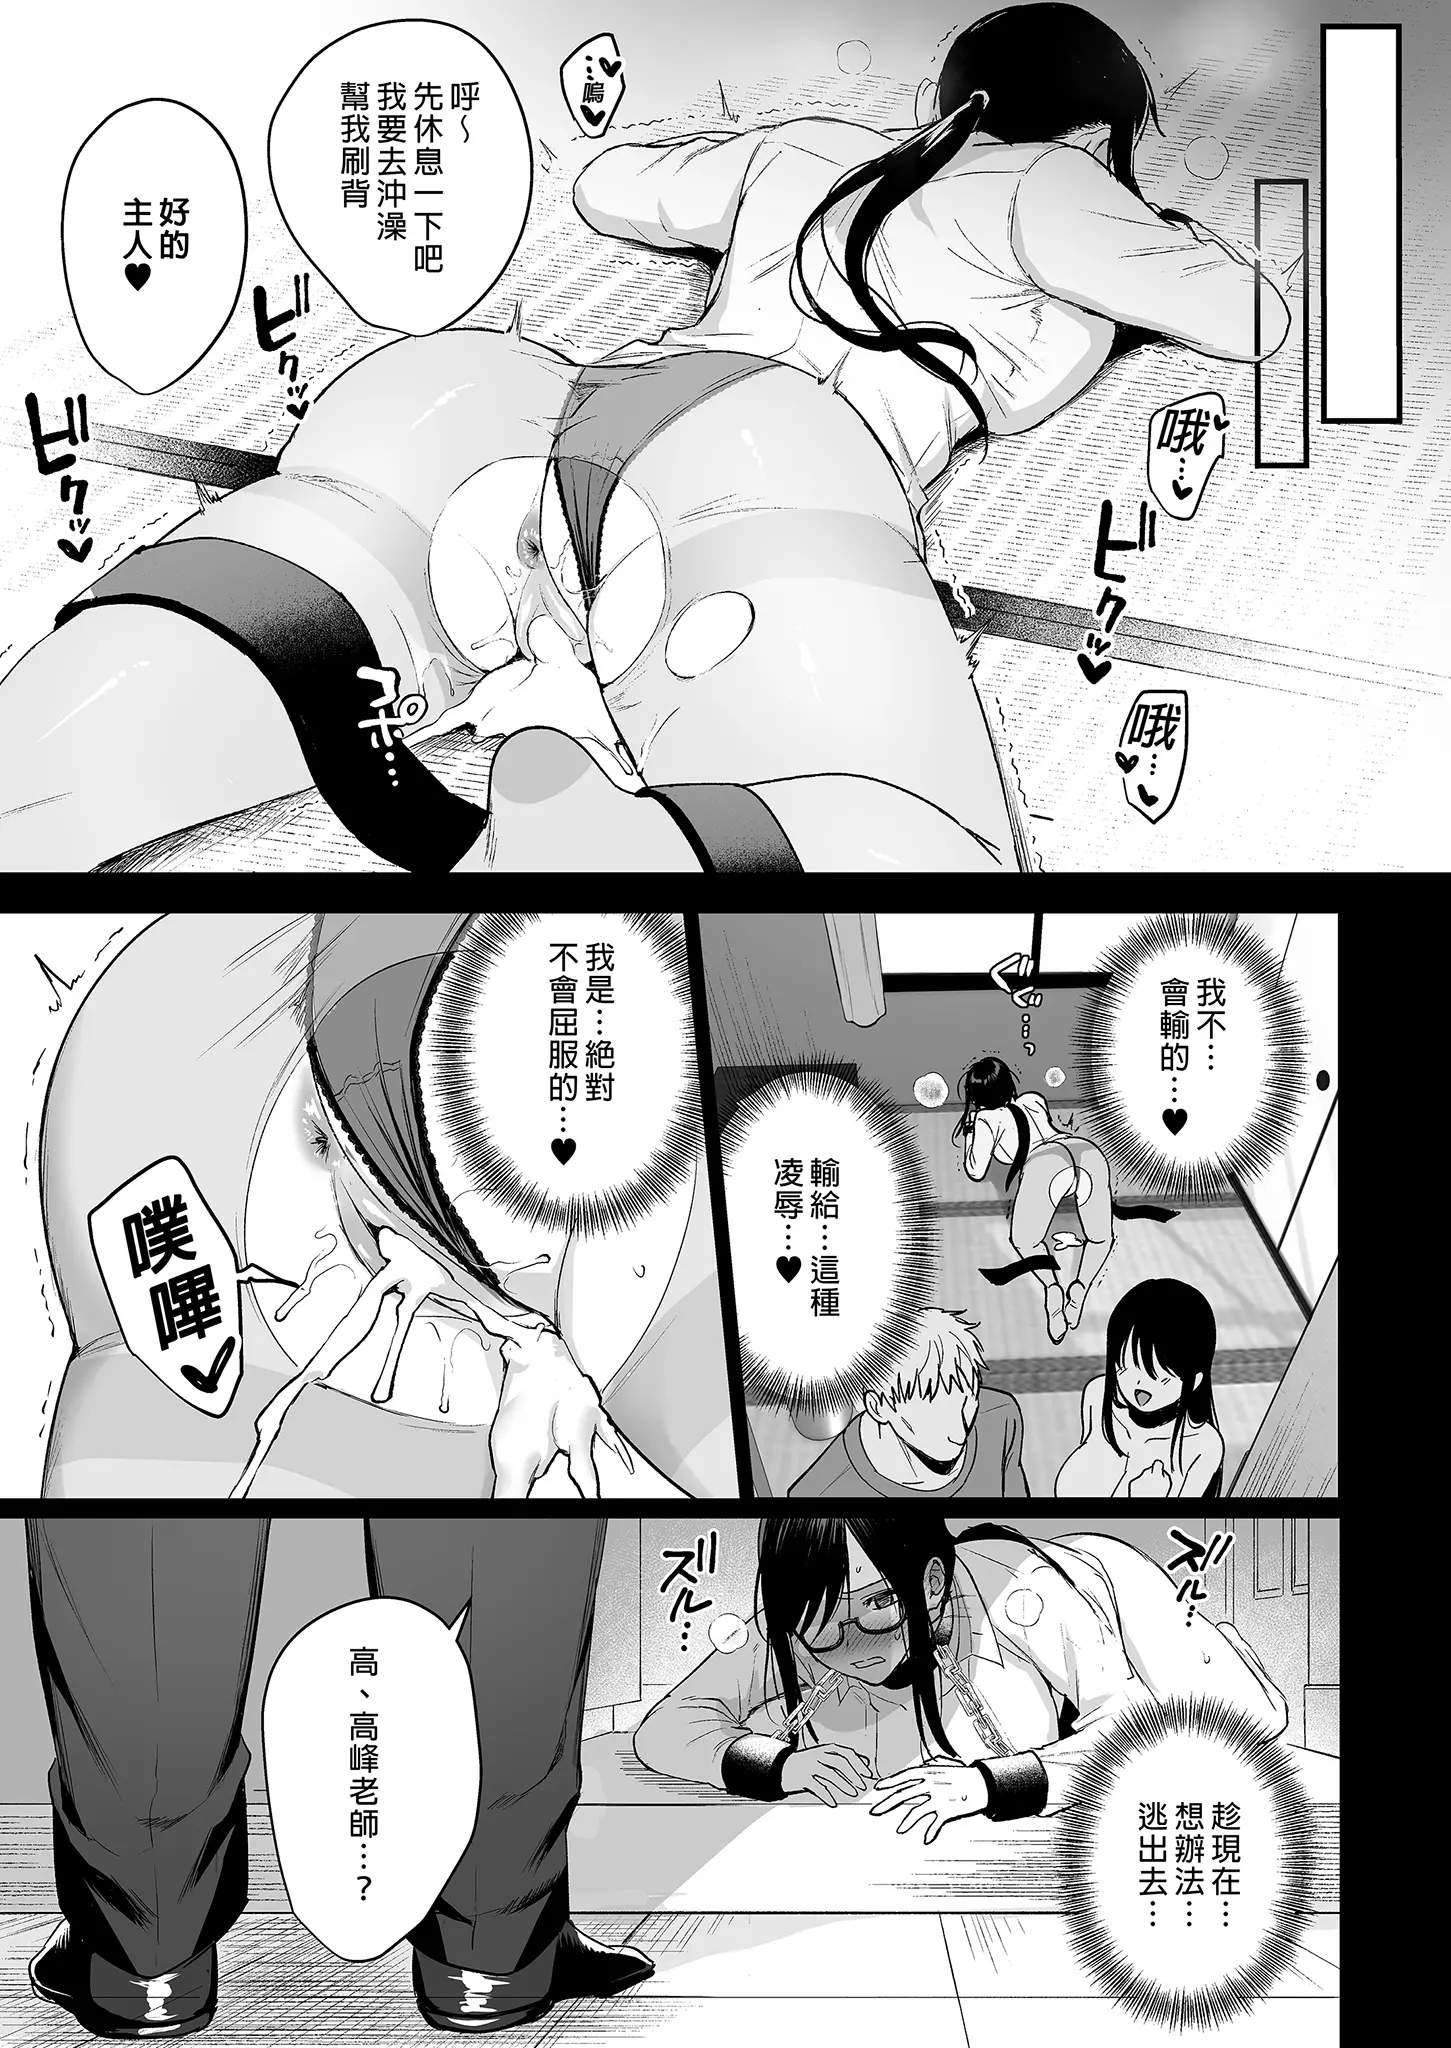 嗚
…
呼～
先休息一下吧
我要去沖澡
幫我刷背
好的
主人♥
ビクッ
ビクッ
哦…
ビクッ
哦…
コポ…
我不…
會輸的…♥
ぐぐ…
輸給…這種
凌辱…♥
我是…絕對
不會屈服的…♥
噗嗶
ズル…
ズル…
趁現在…
想辦法…
逃出去…
高、高峰老師…？